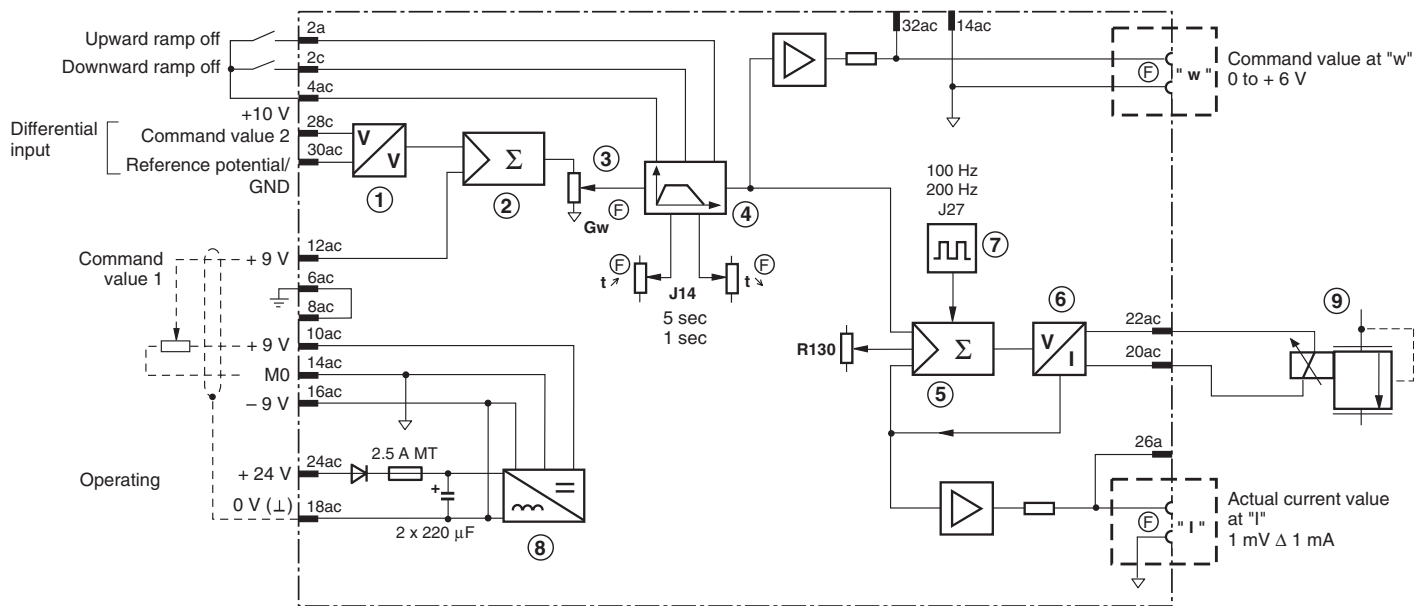 Upward ramp off
2a
Downward ramp off
2c
4ac
+10 V
Differential
input
Command value 2
28c
Reference potential/
GND
30ac
V
V
1
Σ
2
3
F
Gw
4
F
t
F
t
J14
5 sec
1 sec
32ac
14ac
F
" w "
Command value at "w"
0 to + 6 V
100 Hz
200 Hz
J27
7
Command
value 1
+ 9 V
12ac
6ac
8ac
+ 9 V
10ac
M0
14ac
– 9 V
16ac
R130
Σ
5
6
V
I
22ac
20ac
9
Operating
+ 24 V
24ac
2.5 A MT
+
0 V (⊥)
18ac
2 x 220 µF
=
8
26a
F
" I "
Actual current value
at "I"
1 mV Δ 1 mA